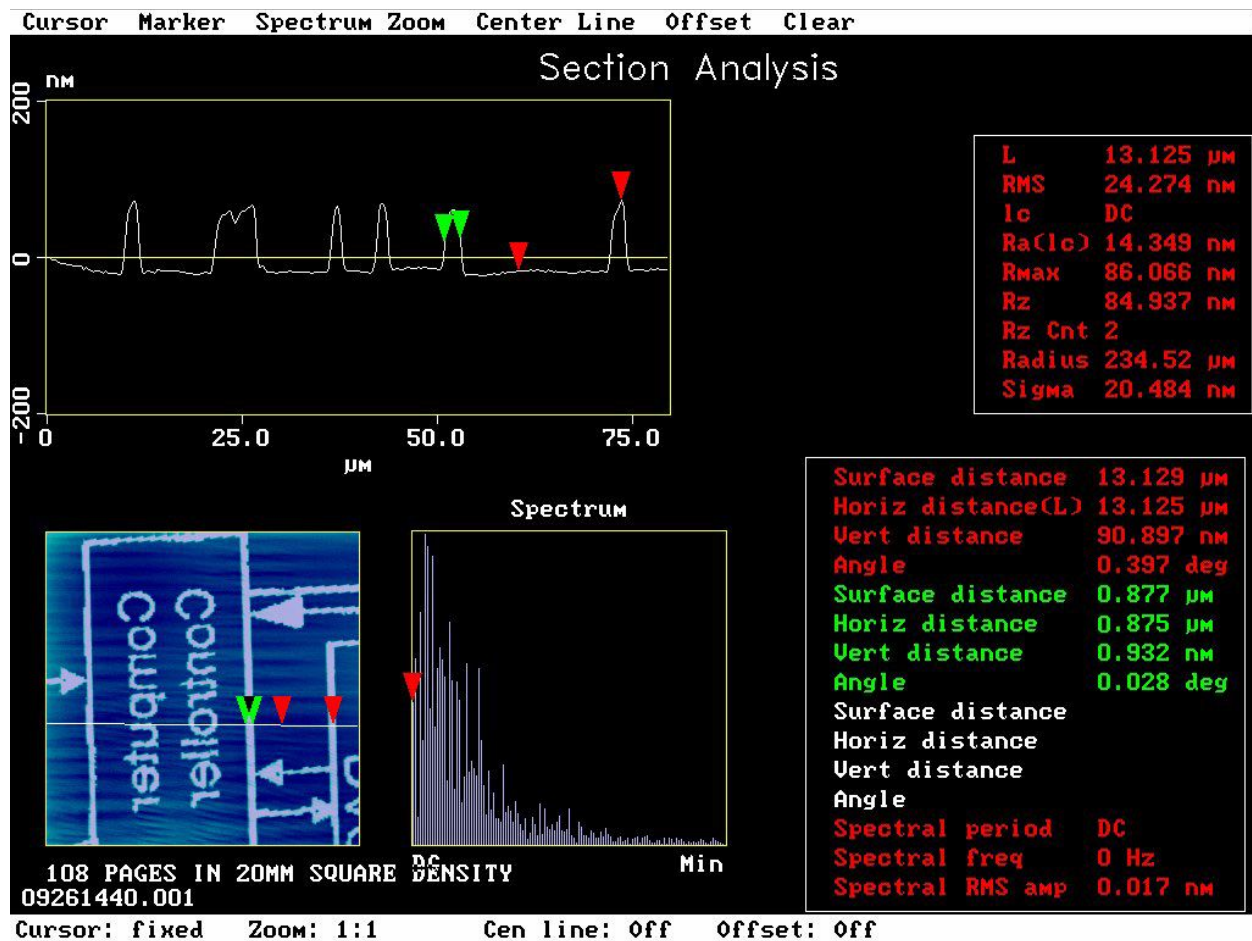 Cursor Marker Spectrum Zoom Center Line Offset Clear
Section Analysis
nM
200
0
-200
0 25.0 50.0 75.0
µM
L 13.125 µM
RMS 24.274 nM
lc DC
Ra(lc) 14.349 nM
Rmax 86.066 nM
Rz 84.937 nM
Rz Cnt 2
Radius 234.52 µM
Sigma 20.484 nM
Surface distance 13.129 µM
Horiz distance(L) 13.125 µM
Vert distance 90.897 nM
Angle 0.397 deg
Surface distance 0.877 µM
Horiz distance 0.875 µM
Vert distance 0.932 nM
Angle 0.028 deg
Surface distance
Horiz distance
Vert distance
Angle
Spectral period DC
Spectral freq 0 Hz
Spectral RMS amp 0.017 nM
Spectrum
DC Min
Controller
Computer
108 PAGES IN 20MM SQUARE DENSITY
09261440.001
Cursor: fixed Zoom: 1:1 Cen line: Off Offset: Off